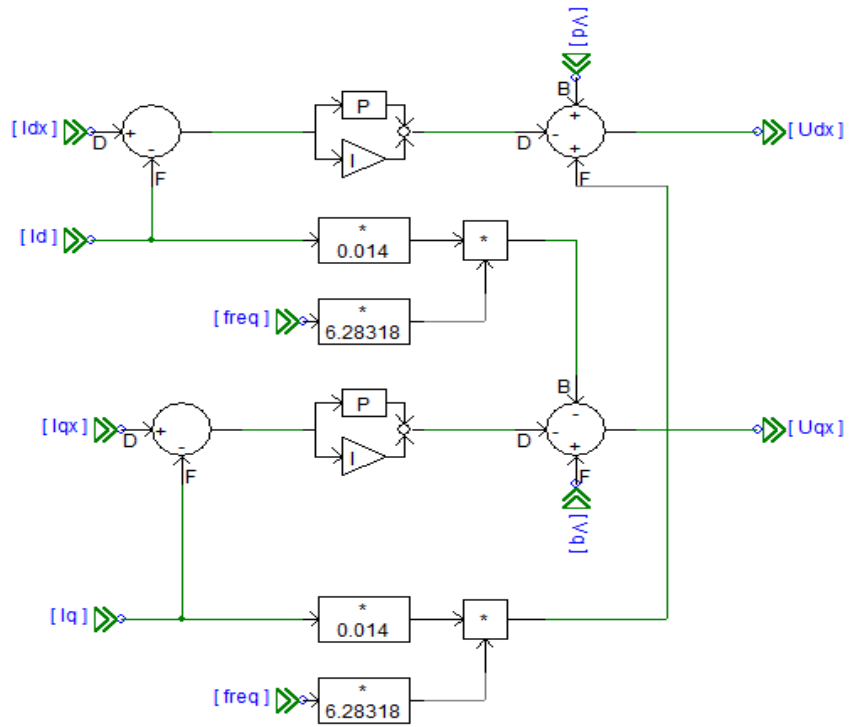 [Vd]
B
[Idx]
D
+
-
F
P
I
D
-
+
+
F
[Udx]
[Id]
*
0.014
*
[freq]
*
6.28318
B
[Iqx]
D
+
-
F
P
I
D
-
-
+
F
[Uqx]
[Vq]
[Iq]
*
0.014
*
[freq]
*
6.28318